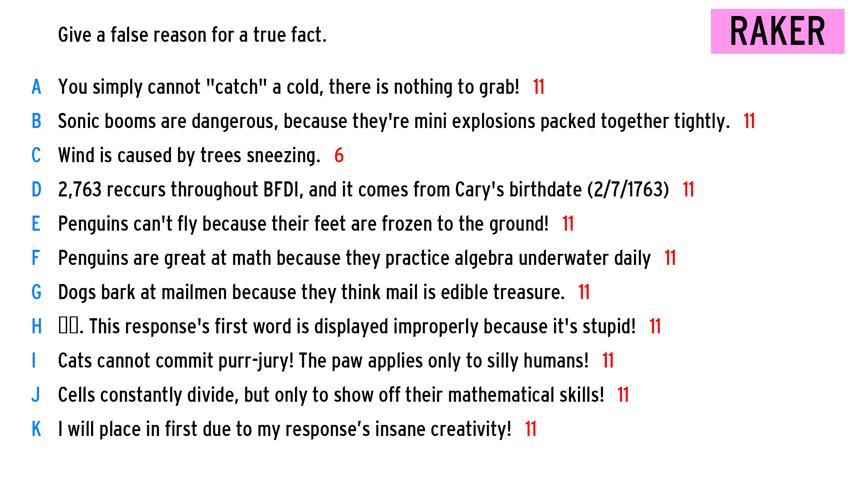 Give a false reason for a true fact.
RAKER
A You simply cannot "catch" a cold, there is nothing to grab! 11
B Sonic booms are dangerous, because they're mini explosions packed together tightly. 11
C Wind is caused by trees sneezing. 6
D 2,763 reccurs throughout BFDI, and it comes from Cary's birthdate (2/7/1763) 11
E Penguins can't fly because their feet are frozen to the ground! 11
F Penguins are great at math because they practice algebra underwater daily 11
G Dogs bark at mailmen because they think mail is edible treasure. 11
H ▯▯. This response's first word is displayed improperly because it's stupid! 11
I Cats cannot commit purr-jury! The paw applies only to silly humans! 11
J Cells constantly divide, but only to show off their mathematical skills! 11
K I will place in first due to my response’s insane creativity! 11